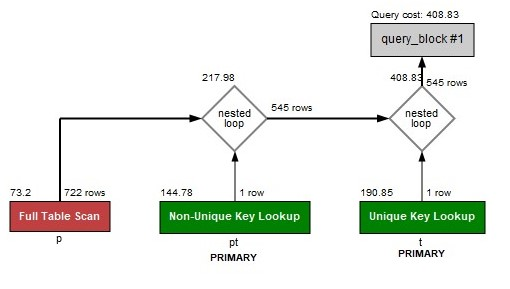 Query cost: 408.83
query_block #1
217.98
408.83
545 rows
nested
loop
545 rows
nested
loop
73.2
722 rows
144.78
1 row
190.85
1 row
Full Table Scan
Non-Unique Key Lookup
Unique Key Lookup
p
pt
t
PRIMARY
PRIMARY